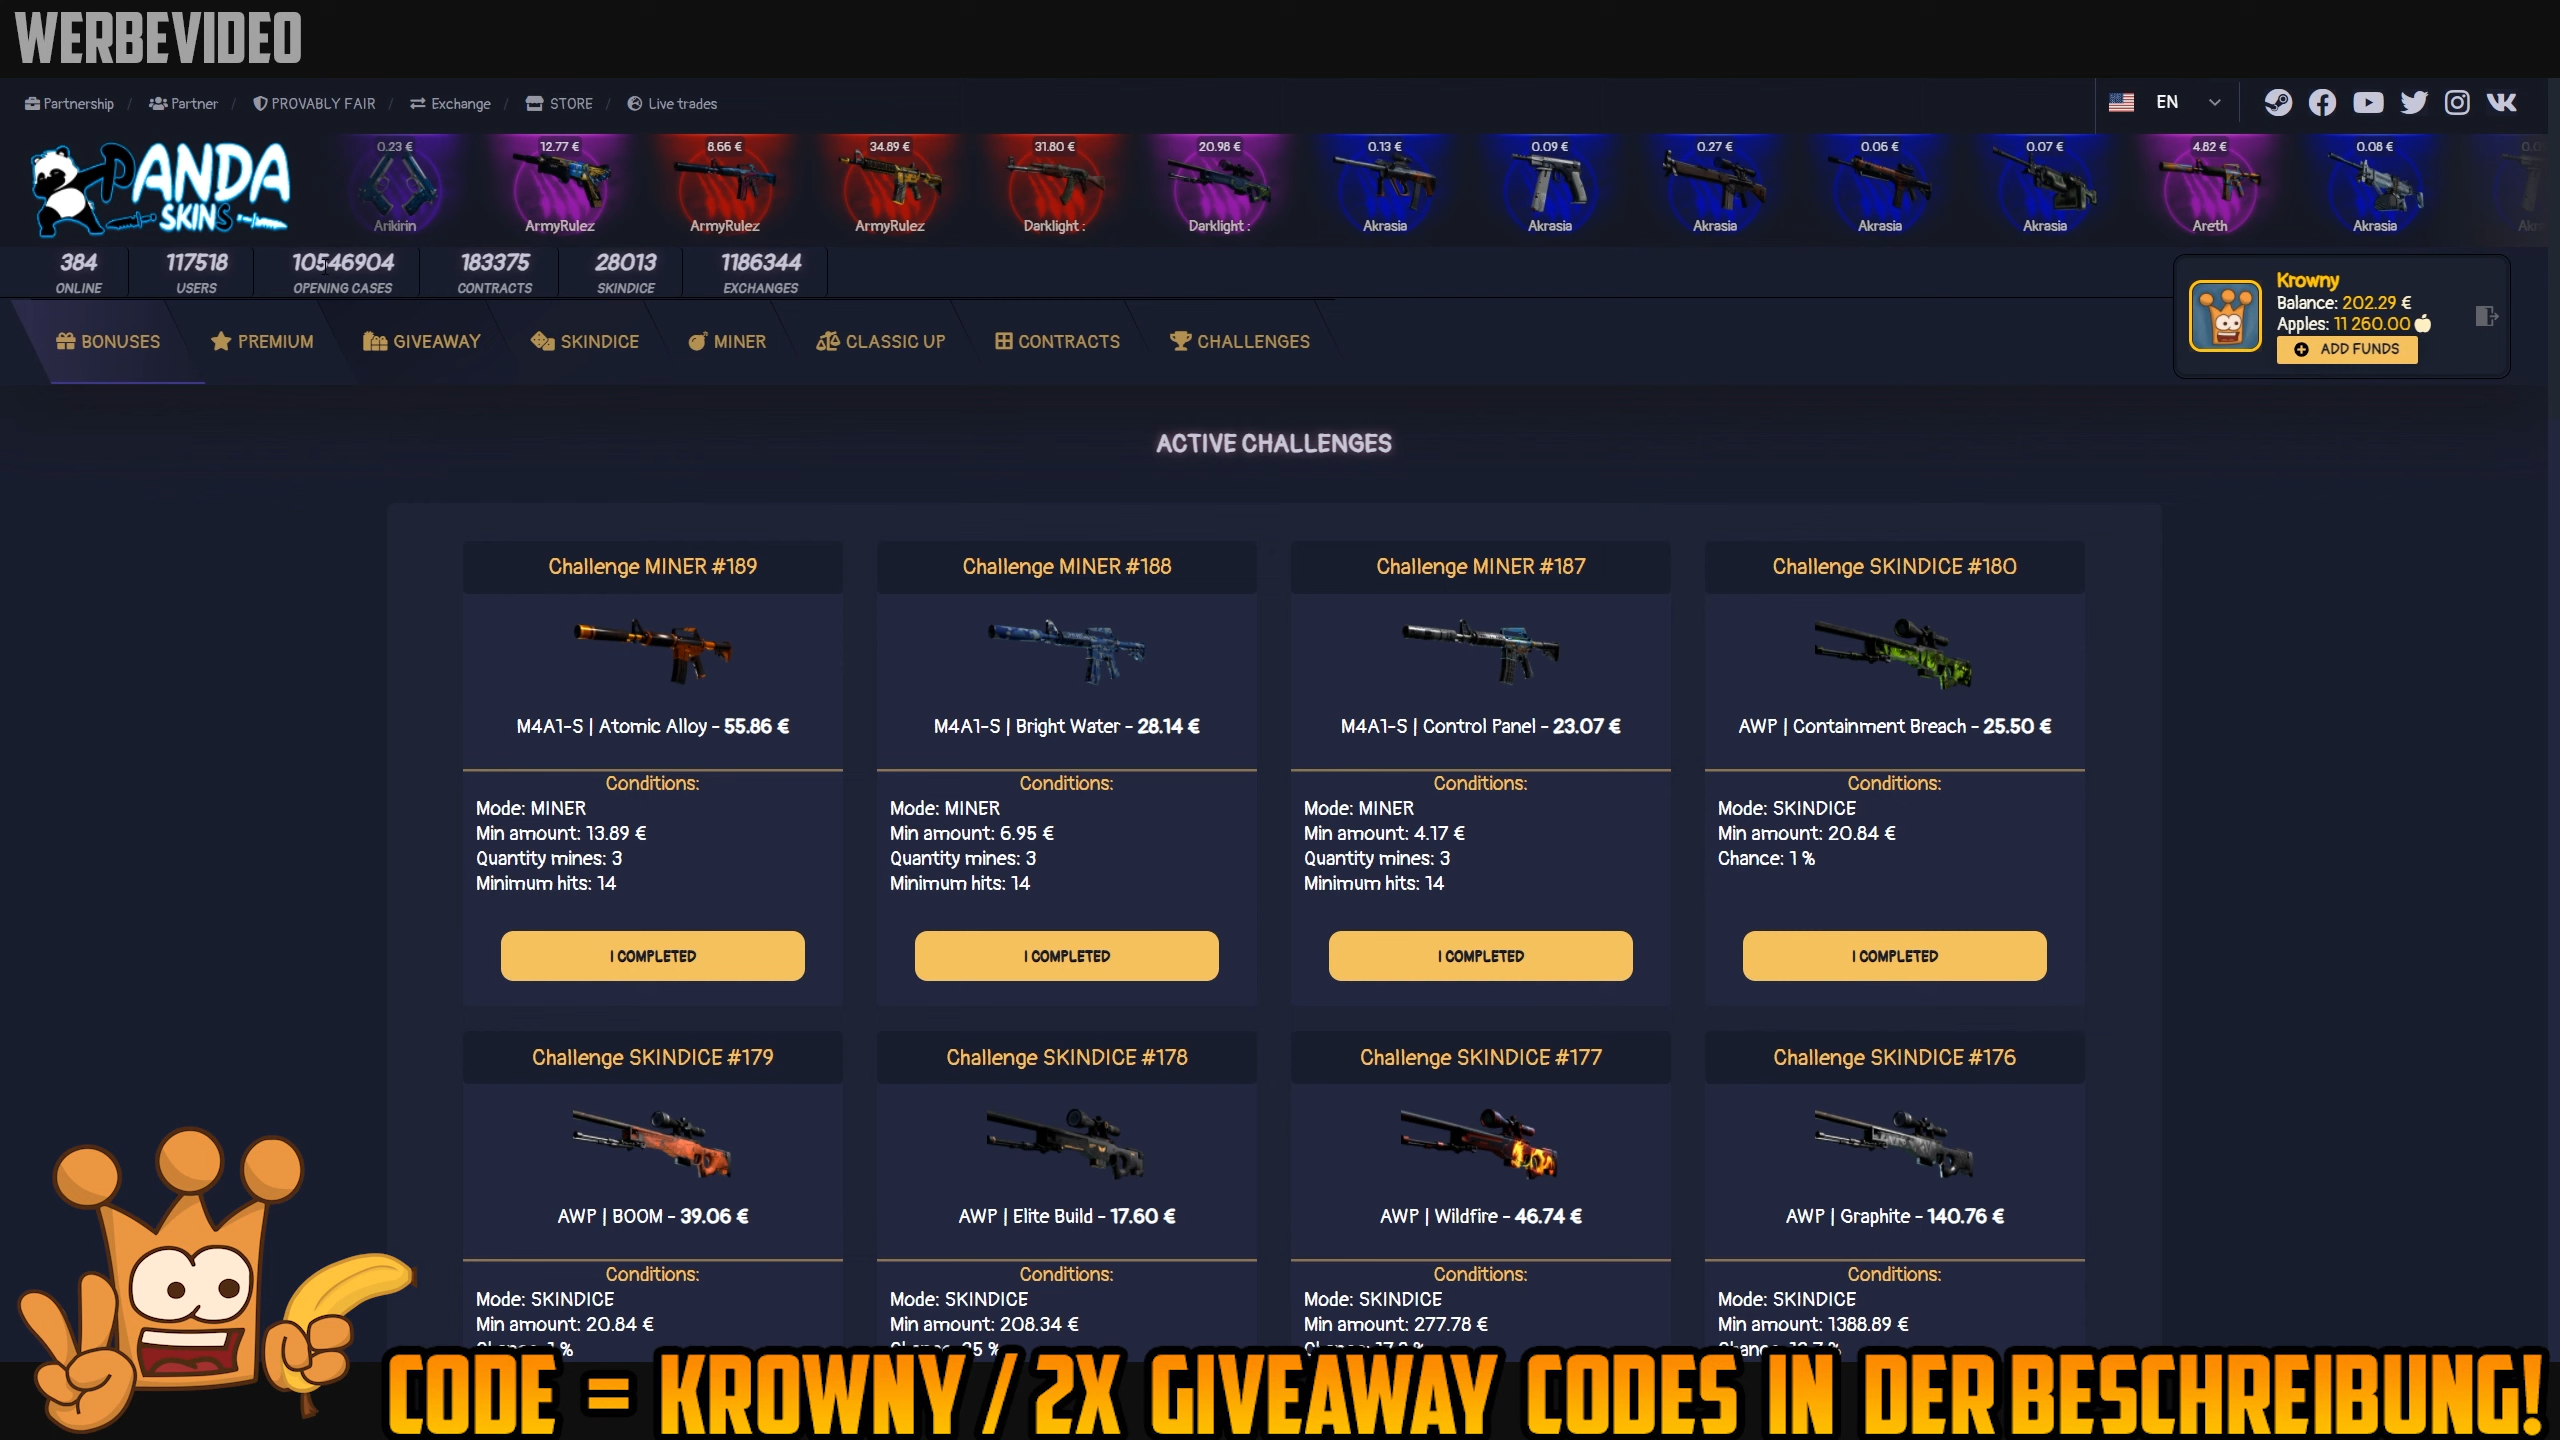 WERBEVIDEO
Partnership / Partner / PROVABLY FAIR / Exchange / STORE / Live trades
EN
PANDA
SKINS
0.23 € 12.77 € 8.66 € 34.89 € 31.80 € 20.98 € 0.13 € 0.09 € 0.27 € 0.06 € 0.07 € 4.82 € 0.08 €
Arikirin ArmyRulez ArmyRulez ArmyRulez Darklight : Darklight : Akrasia Akrasia Akrasia Akrasia Akrasia Areth Akrasia
384 117518 10546904 183375 28013 1186344
ONLINE USERS OPENING CASES CONTRACTS SKINDICE EXCHANGES
Krowny
Balance: 202.29 €
Apples: 11 260.00
ADD FUNDS
BONUSES PREMIUM GIVEAWAY SKINDICE MINER CLASSIC UP CONTRACTS CHALLENGES
ACTIVE CHALLENGES
Challenge MINER #189
M4A1-S | Atomic Alloy - 55.86 €
Conditions:
Mode: MINER
Min amount: 13.89 €
Quantity mines: 3
Minimum hits: 14
I COMPLETED
Challenge MINER #188
M4A1-S | Bright Water - 28.14 €
Conditions:
Mode: MINER
Min amount: 6.95 €
Quantity mines: 3
Minimum hits: 14
I COMPLETED
Challenge MINER #187
M4A1-S | Control Panel - 23.07 €
Conditions:
Mode: MINER
Min amount: 4.17 €
Quantity mines: 3
Minimum hits: 14
I COMPLETED
Challenge SKINDICE #180
AWP | Containment Breach - 25.50 €
Conditions:
Mode: SKINDICE
Min amount: 20.84 €
Chance: 1 %
I COMPLETED
Challenge SKINDICE #179
AWP | BOOM - 39.06 €
Conditions:
Mode: SKINDICE
Min amount: 20.84 €
Challenge SKINDICE #178
AWP | Elite Build - 17.60 €
Conditions:
Mode: SKINDICE
Min amount: 208.34 €
Challenge SKINDICE #177
AWP | Wildfire - 46.74 €
Conditions:
Mode: SKINDICE
Min amount: 277.78 €
Challenge SKINDICE #176
AWP | Graphite - 140.76 €
Conditions:
Mode: SKINDICE
Min amount: 1388.89 €
CODE = KROWNY / 2X GIVEAWAY CODES IN DER BESCHREIBUNG!